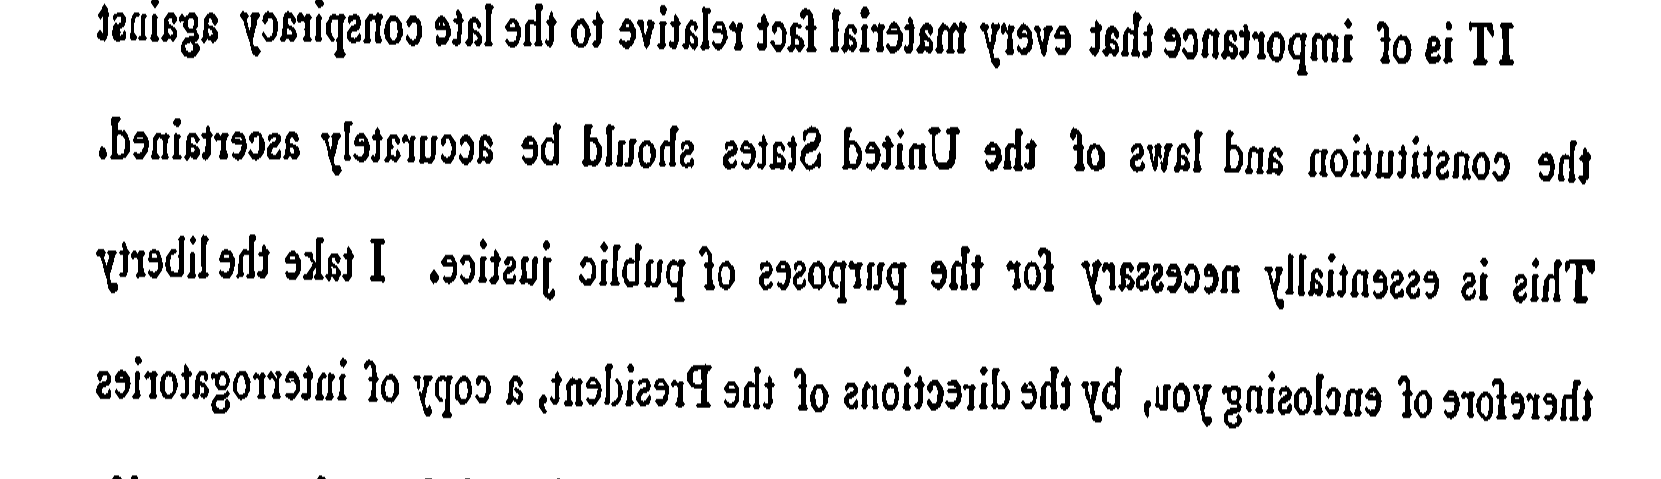 IT is of importance that every material fact relative to the late conspiracy against
the constitution and laws of the United States should be accurately ascertained.
This is essentially necessary for the purposes of public justice. I take the liberty
therefore of enclosing you, by the directions of the President, a copy of interrogatories